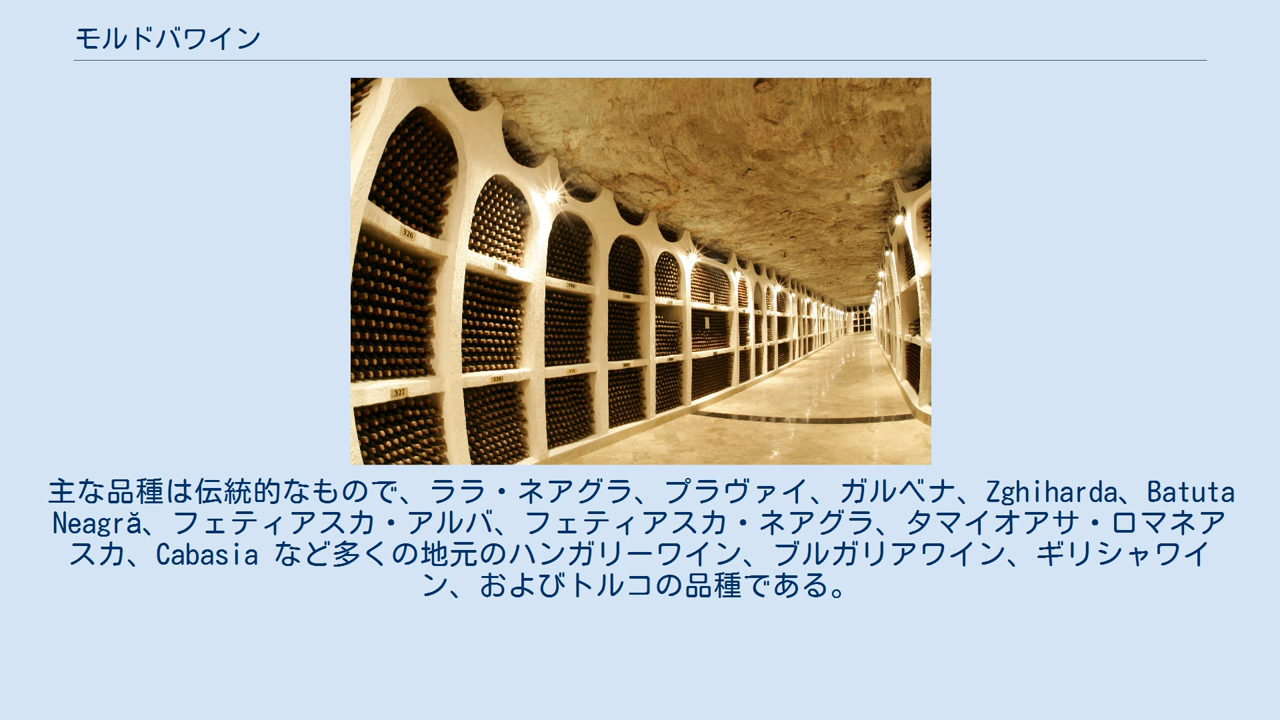 モルドバワイン
326
327
主な品種は伝統的なもので、ララ・ネアグラ、プラヴァイ、ガルベナ、Zghiharda、Batuta
Neagră、フェティアスカ・アルバ、フェティアスカ・ネアグラ、タマイオアサ・ロマネア
スカ、Cabasia など多くの地元のハンガリーワイン、ブルガリアワイン、ギリシャワイ
ン、およびトルコの品種である。